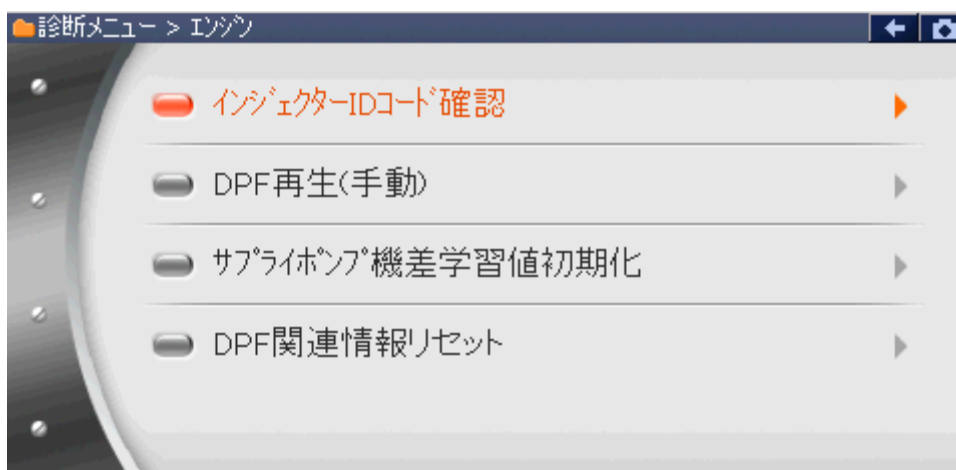 診断メニュー > エンジン
インジェクターIDコード確認
DPF再生(手動)
サプライポンプ機差学習値初期化
DPF関連情報リセット